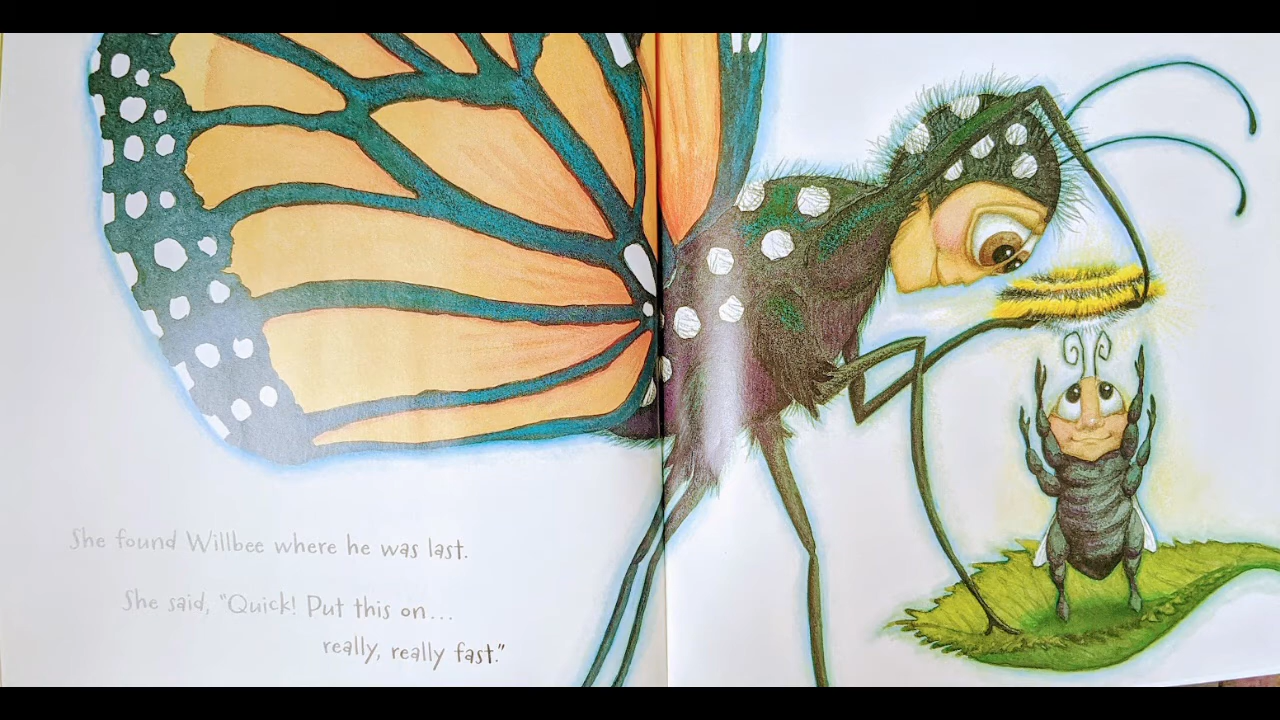 She found Willbee where he was last.
She said, "Quick! Put this on...
really, really fast."